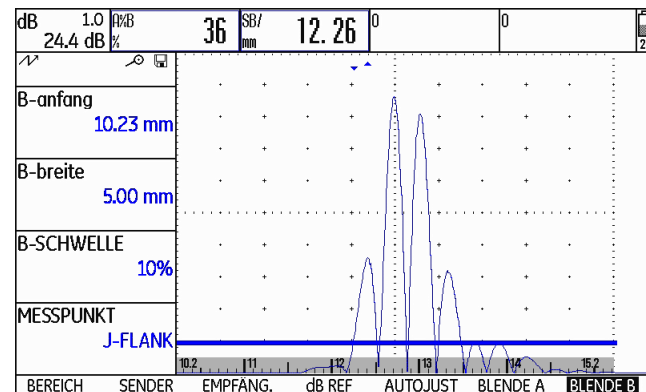 dB 1.0 A%B 36 SB/ 12.26 0 0
24.4 dB % mm 2
B-anfang
10.23 mm
B-breite
5.00 mm
B-SCHWELLE
10%
MESSPUNKT
J-FLANK
10.2 11 12 13 14 15.2
BEREICH SENDER EMPFÄNG. dB REF AUTOJUST BLENDE A BLENDE B